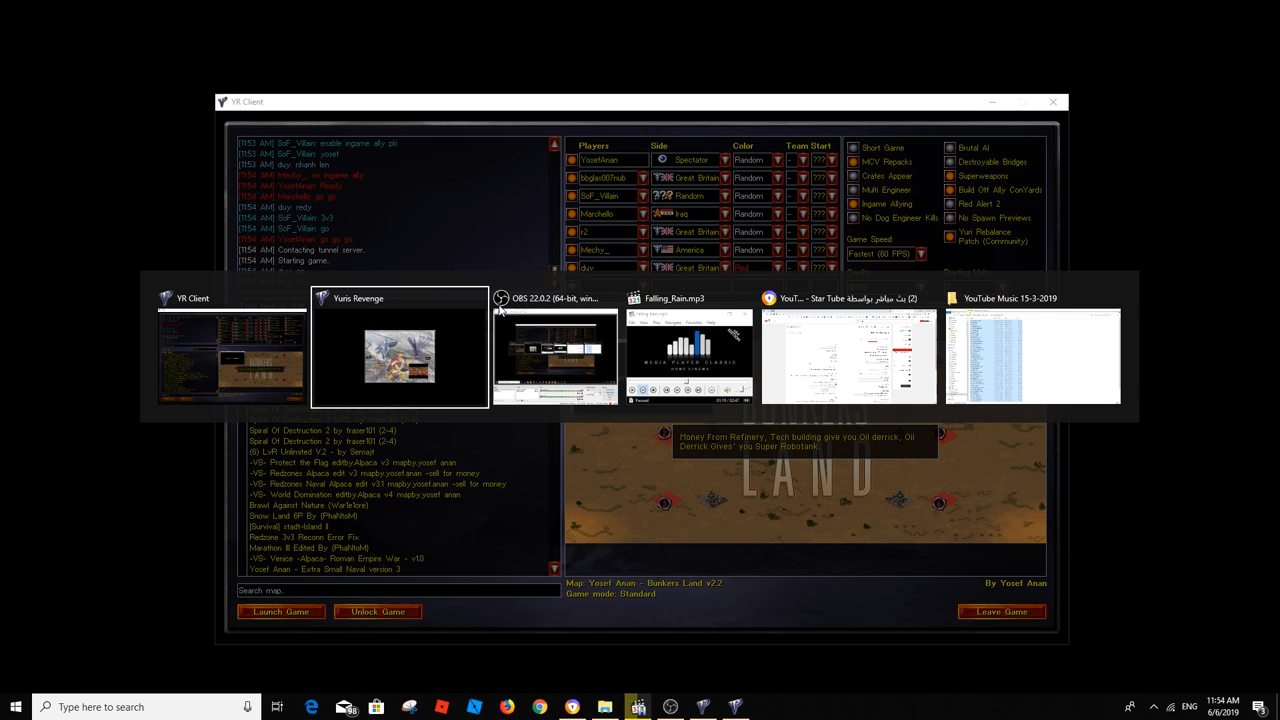 YR Client
[11:53 AM] SoF_Villain: enable ingame ally pls
[11:53 AM] SoF_Villain: yosef
[11:53 AM] duy: nhanh len
[11:54 AM] Mechy_: no ingame ally
[11:54 AM] YosefAnan: Ready
[11:54 AM] Marchello: go go
[11:54 AM] duy: redy
[11:54 AM] SoF_Villain: 3v3
[11:54 AM] SoF_Villain: go
[11:54 AM] YosefAnan: gs gs gs
[11:54 AM] Contacting tunnel server..
[11:54 AM] Starting game..
Players Side Color Team Start
YosefAnan Spectator Random - ???
bbglas007nub Great Britain Random - ???
SoF_Villain Random Random - ???
Marchello Iraq Random - ???
r2 Great Britain Random - ???
Mechy_ America Random - ???
duy Great Britain Red - ???
Short Game Brutal AI
MCV Repacks Destroyable Bridges
Crates Appear Superweapons
Multi Engineer Build Off Ally ConYards
Ingame Allying Red Alert 2
No Dog Engineer Kills No Spawn Previews
Yuri Rebalance
Patch (Community)
Game Speed:
Fastest (60 FPS)
YR Client
Yuris Revenge
OBS 22.0.2 (64-bit, win...
Falling_Rain.mp3
(2) بث مباشر بواسطة Star Tube - ...YouT
YouTube Music 15-3-2019
MEDIA PLAYER CLASSIC
HOME CINEMA
Spiral Of Destruction 2 by fraser101 (2-4)
Spiral Of Destruction 2 by fraser101 (2-4)
(6) LvR Unlimited V.2 - by Semajt
-VS- Protect the Flag editby.Alpaca v3 mapby.yosef anan
-VS- Redzones Alpaca edit v3 mapby.yosef.anan -sell for money
-VS- Redzones Naval Alpaca edit v3.1 mapby.yosef.anan -sell for money
-VS- World Domination editby.Alpaca v4 mapby.yosef anan
Brawl Against Nature (War1e1ore)
Snow Land 6P By {PhaNtoM}
[Survival] stadt-Island II
Redzone 3v3 Reconn Error Fix
Marathon III Edited By {PhaNtoM}
-VS- Venice -Alpaca- Roman Empire War - v1.0
Yosef Anan - Extra Small Naval version 3
Money From Refinery, Tech building give you Oil derrick, Oil
Derrick Gives' you Super Robotank
LAND
Search map..
Map: Yosef Anan - Bunkers Land v2.2
By Yosef Anan
Game mode: Standard
Launch Game
Unlock Game
Leave Game
Type here to search
98
ENG
11:54 AM
6/6/2019